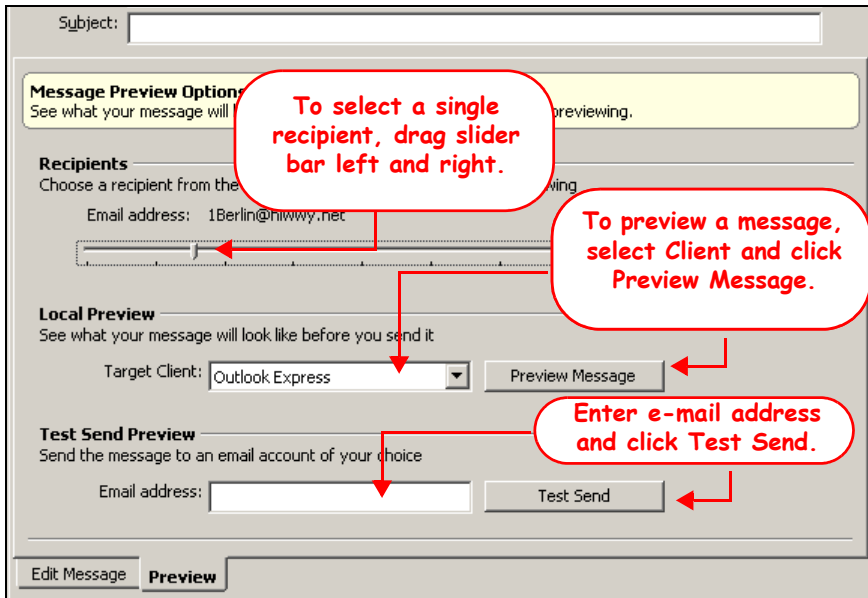 Subject:
Message Preview Options
See what your message will l previewing.
To select a single
recipient, drag slider
bar left and right.
Recipients
Choose a recipient from the wing
Email address: 1Berlin@hiwwy.net
To preview a message,
select Client and click
Preview Message.
Local Preview
See what your message will look like before you send it
Target Client: Outlook Express Preview Message
Enter e-mail address
and click Test Send.
Test Send Preview
Send the message to an email account of your choice
Email address: Test Send
Edit Message Preview